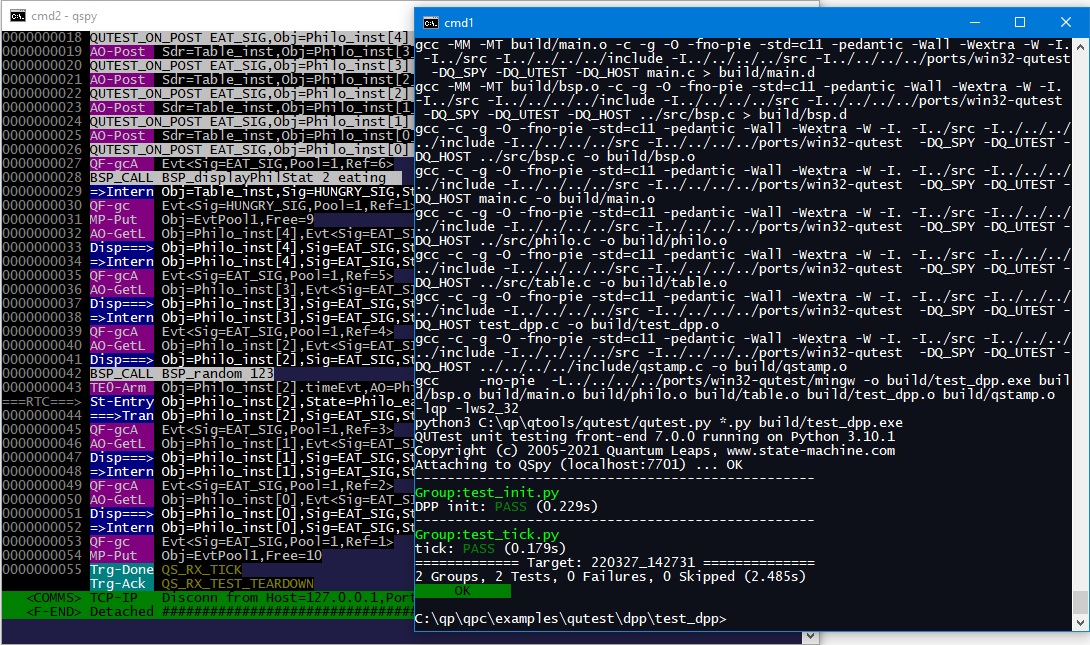 cmd2 - qspy
0000000018 QUTEST_ON_POST EAT_SIG,Obj=Philo_inst[4]
0000000019 AO-Post Sdr=Table_inst,Obj=Philo_inst[3
0000000020 QUTEST_ON_POST EAT_SIG,Obj=Philo_inst[3]
0000000021 AO-Post Sdr=Table_inst,Obj=Philo_inst[2
0000000022 QUTEST_ON_POST EAT_SIG,Obj=Philo_inst[2]
0000000023 AO-Post Sdr=Table_inst,Obj=Philo_inst[1
0000000024 QUTEST_ON_POST EAT_SIG,Obj=Philo_inst[1]
0000000025 AO-Post Sdr=Table_inst,Obj=Philo_inst[0
0000000026 QUTEST_ON_POST EAT_SIG,Obj=Philo_inst[0]
0000000027 QF-gcA Evt<Sig=EAT_SIG,Pool=1,Ref=6>
0000000028 BSP_CALL BSP_displayPhilStat 2 eating
0000000029 =>Intern Obj=Table_inst,Sig=HUNGRY_SIG,St
0000000030 QF-gc Evt<Sig=HUNGRY_SIG,Pool=1,Ref=1>
0000000031 MP-Put Obj=EvtPool1,Free=9
0000000032 AO-GetL Obj=Philo_inst[4],Evt<Sig=EAT_S
0000000033 Disp===> Obj=Philo_inst[4],Sig=EAT_SIG,St
0000000034 =>Intern Obj=Philo_inst[4],Sig=EAT_SIG,St
0000000035 QF-gcA Evt<Sig=EAT_SIG,Pool=1,Ref=5>
0000000036 AO-GetL Obj=Philo_inst[3],Evt<Sig=EAT_S
0000000037 Disp===> Obj=Philo_inst[3],Sig=EAT_SIG,St
0000000038 =>Intern Obj=Philo_inst[3],Sig=EAT_SIG,St
0000000039 QF-gcA Evt<Sig=EAT_SIG,Pool=1,Ref=4>
0000000040 AO-GetL Obj=Philo_inst[2],Evt<Sig=EAT_S
0000000041 Disp===> Obj=Philo_inst[2],Sig=EAT_SIG,St
0000000042 BSP_CALL BSP_random 123
0000000043 TE0-Arm Obj=Philo_inst[2].timeEvt,AO=Ph
===RTC===> St-Entry Obj=Philo_inst[2],State=Philo_ea
0000000044 ===>Tran Obj=Philo_inst[2],Sig=EAT_SIG,St
0000000045 QF-gcA Evt<Sig=EAT_SIG,Pool=1,Ref=3>
0000000046 AO-GetL Obj=Philo_inst[1],Evt<Sig=EAT_S
0000000047 Disp===> Obj=Philo_inst[1],Sig=EAT_SIG,St
0000000048 =>Intern Obj=Philo_inst[1],Sig=EAT_SIG,St
0000000049 QF-gcA Evt<Sig=EAT_SIG,Pool=1,Ref=2>
0000000050 AO-GetL Obj=Philo_inst[0],Evt<Sig=EAT_S
0000000051 Disp===> Obj=Philo_inst[0],Sig=EAT_SIG,St
0000000052 =>Intern Obj=Philo_inst[0],Sig=EAT_SIG,St
0000000053 QF-gc Evt<Sig=EAT_SIG,Pool=1,Ref=1>
0000000054 MP-Put Obj=EvtPool1,Free=10
0000000055 Trg-Done QS_RX_TICK
Trg-Ack QS_RX_TEST_TEARDOWN
<COMMS> TCP-IP Disconn from Host=127.0.0.1,Port
<F-END> Detached ################################
cmd1
gcc -MM -MT build/main.o -c -g -O -fno-pie -std=c11 -pedantic -Wall -Wextra -W -I.
-I../src -I../../../../include -I../../../../src -I../../../../ports/win32-qutest
-DQ_SPY -DQ_UTEST -DQ_HOST main.c > build/main.d
gcc -MM -MT build/bsp.o -c -g -O -fno-pie -std=c11 -pedantic -Wall -Wextra -W -I.
-I../src -I../../../../include -I../../../../src -I../../../../ports/win32-qutest
-DQ_SPY -DQ_UTEST -DQ_HOST ../src/bsp.c > build/bsp.d
gcc -c -g -O -fno-pie -std=c11 -pedantic -Wall -Wextra -W -I. -I../src -I../../../
../include -I../../../../src -I../../../../ports/win32-qutest -DQ_SPY -DQ_UTEST -
DQ_HOST ../src/bsp.c -o build/bsp.o
gcc -c -g -O -fno-pie -std=c11 -pedantic -Wall -Wextra -W -I. -I../src -I../../../
../include -I../../../../src -I../../../../ports/win32-qutest -DQ_SPY -DQ_UTEST -
DQ_HOST main.c -o build/main.o
gcc -c -g -O -fno-pie -std=c11 -pedantic -Wall -Wextra -W -I. -I../src -I../../../
../include -I../../../../src -I../../../../ports/win32-qutest -DQ_SPY -DQ_UTEST -
DQ_HOST ../src/philo.c -o build/philo.o
gcc -c -g -O -fno-pie -std=c11 -pedantic -Wall -Wextra -W -I. -I../src -I../../../
../include -I../../../../src -I../../../../ports/win32-qutest -DQ_SPY -DQ_UTEST -
DQ_HOST ../src/table.c -o build/table.o
gcc -c -g -O -fno-pie -std=c11 -pedantic -Wall -Wextra -W -I. -I../src -I../../../
../include -I../../../../src -I../../../../ports/win32-qutest -DQ_SPY -DQ_UTEST -
DQ_HOST test_dpp.c -o build/test_dpp.o
gcc -c -g -O -fno-pie -std=c11 -pedantic -Wall -Wextra -W -I. -I../src -I../../../
../include -I../../../../src -I../../../../ports/win32-qutest -DQ_SPY -DQ_UTEST -
DQ_HOST ../../../../include/qstamp.c -o build/qstamp.o
gcc -no-pie -L../../../../ports/win32-qutest/mingw -o build/test_dpp.exe buil
d/bsp.o build/main.o build/philo.o build/table.o build/test_dpp.o build/qstamp.o
-lqp -lws2_32
python3 C:\qp\qtools/qutest/qutest.py *.py build/test_dpp.exe
QUTest unit testing front-end 7.0.0 running on Python 3.10.1
Copyright (c) 2005-2021 Quantum Leaps, www.state-machine.com
Attaching to QSpy (localhost:7701) ... OK
--------------------------------------------------
Group:test_init.py
DPP init: PASS (0.229s)
--------------------------------------------------
Group:test_tick.py
tick: PASS (0.179s)
============= Target: 220327_142731 ==============
2 Groups, 2 Tests, 0 Failures, 0 Skipped (2.485s)
OK
C:\qp\qpc\examples\qutest\dpp\test_dpp>